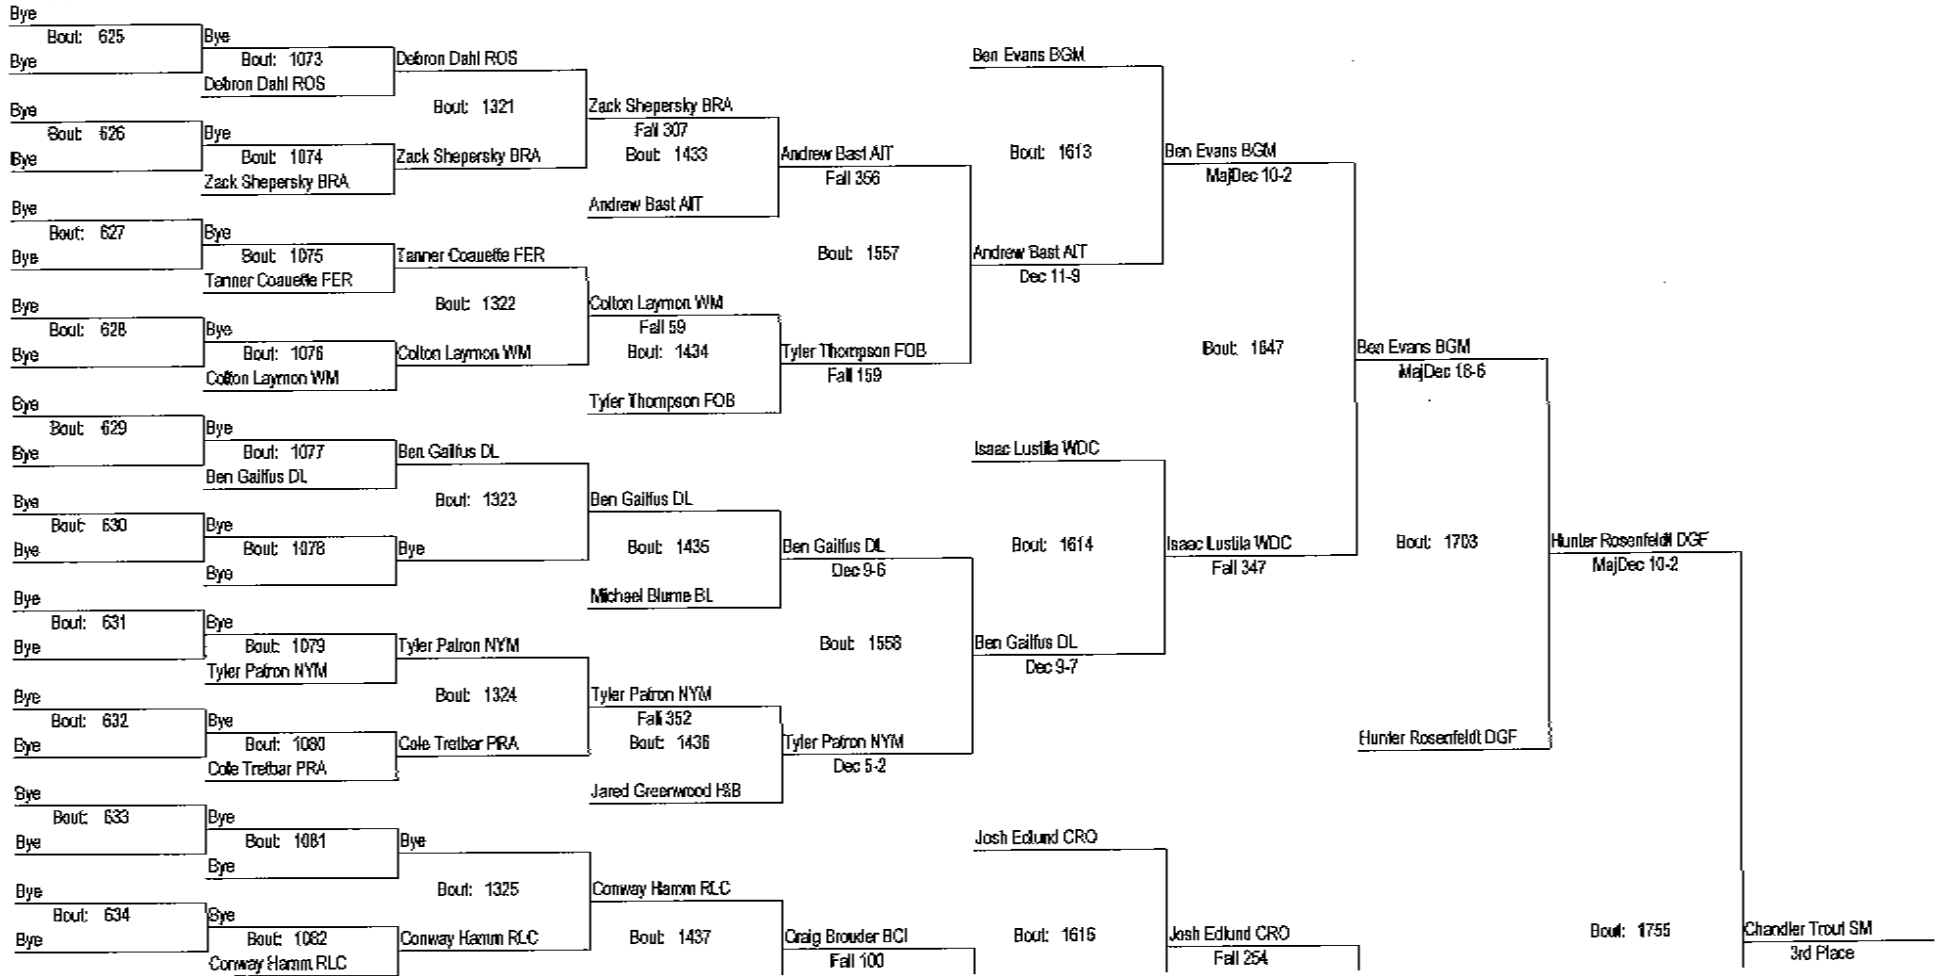 Bye
Bout: 625
Bye
Bye
Bout: 1073
Debron Dahl ROS
Debron Dahl ROS
Bout: 1321
Bye
Bout: 626
Bye
Bye
Bout: 1074
Zack Shepersky BRA
Zack Shepersky BRA
Zack Shepersky BRA
Fall 307
Bout: 1433
Andrew Bast AIT
Andrew Bast AIT
Fall 356
Bye
Bout: 627
Bye
Bye
Bout: 1075
Tanner Coauette FER
Tanner Coauette FER
Bout: 1322
Bye
Bout: 628
Bye
Bye
Bout: 1076
Colton Laymon WM
Colton Laymon WM
Colton Laymon WM
Fall 59
Bout: 1434
Tyler Thompson FOB
Tyler Thompson FOB
Fall 159
Bout: 1557
Ben Evans BGM
Bout: 1613
Andrew Bast AIT
Dec 11-9
Ben Evans BGM
MajDec 10-2
Bye
Bout: 629
Bye
Bye
Bout: 1077
Ben Gailfus DL
Ben Gailfus DL
Bout: 1323
Bye
Bout: 630
Bye
Bye
Bout: 1078
Bye
Bye
Ben Gailfus DL
Bout: 1435
Michael Blume BL
Ben Gailfus DL
Dec 9-6
Bye
Bout: 631
Bye
Bye
Bout: 1079
Tyler Patron NYM
Tyler Patron NYM
Bout: 1324
Bye
Bout: 632
Bye
Bye
Bout: 1080
Cole Tretbar PRA
Cole Tretbar PRA
Tyler Patron NYM
Fall 352
Bout: 1436
Jared Greenwood HIB
Tyler Patron NYM
Dec 5-2
Bout: 1558
Isaac Lustila WDC
Bout: 1614
Ben Gailfus DL
Dec 9-7
Isaac Lustila WDC
Fall 347
Bout: 1647
Ben Evans BGM
MajDec 18-6
Bout: 1703
Hunter Rosenfeldt DGF
Hunter Rosenfeldt DGF
MajDec 10-2
Bye
Bout: 633
Bye
Bye
Bout: 1081
Bye
Bye
Bout: 1325
Bye
Bout: 634
Bye
Bye
Bout: 1082
Conway Hamm RLC
Conway Hamm RLC
Conway Hamm RLC
Bout: 1437
Craig Brouder BCI
Fall 100
Josh Edlund CRO
Bout: 1615
Josh Edlund CRO
Fall 254
Bout: 1755
Chandler Trout SM
3rd Place